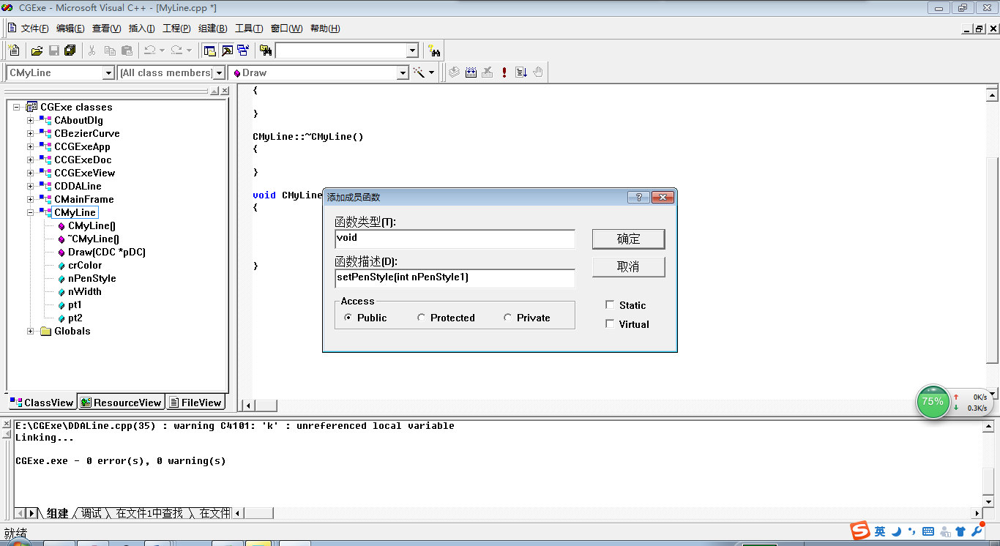 CGExe - Microsoft Visual C++ - [MyLine.cpp *]
文件(F) 编辑(E) 查看(V) 插入(I) 工程(P) 组建(B) 工具(T) 窗口(W) 帮助(H)
CMyLine [All class members] Draw
CGExe classes
CAboutDlg
CBezierCurve
CCGExeApp
CCGExeDoc
CCGExeView
CDDALine
CMainFrame
CMyLine
CMyLine()
~CMyLine()
Draw(CDC *pDC)
crColor
nPenStyle
nWidth
pt1
pt2
Globals
ClassView ResourceView FileView
{
}
CMyLine::~CMyLine()
{
}
void CMyLine
{
}
添加成员函数
函数类型(T):
void
确定
函数描述(D):
setPenStyle(int nPenStyle1)
取消
Access
Public Protected Private
Static
Virtual
75%
0K/s
0.3K/s
E:\CGExe\DDALine.cpp(35) : warning C4101: 'k' : unreferenced local variable
Linking...
CGExe.exe - 0 error(s), 0 warning(s)
组建 调试 在文件1中查找 在文件
就绪
英